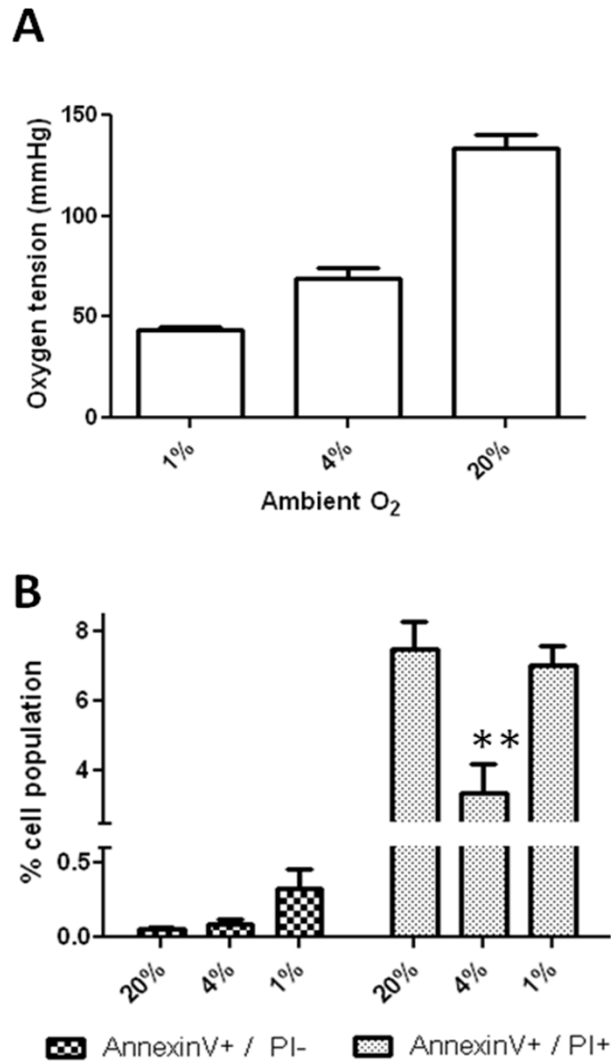 A
Oxygen tension (mmHg)
150
100
50
0
1%
4%
20%
Ambient O₂
B
% cell population
8
6
4
0.5
0.0
**
20%
4%
1%
20%
4%
1%
AnnexinV+ / PI-
AnnexinV+ / PI+